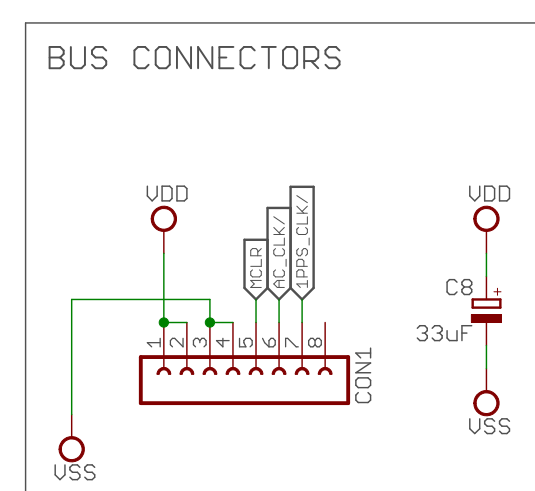 BUS CONNECTORS
VDD
VDD
MCLR
AC_CLK/
1PPS_CLK/
C8
+
33uF
1
2
3
4
5
6
7
8
CON1
VSS
VSS